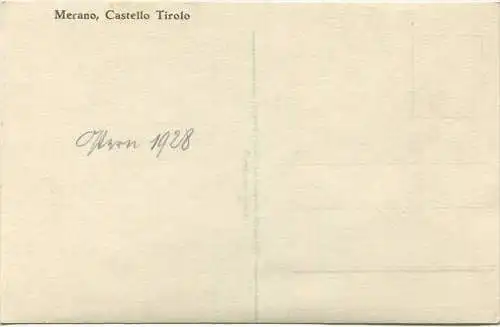 Merano, Castello Tirolo
Ostern 1928